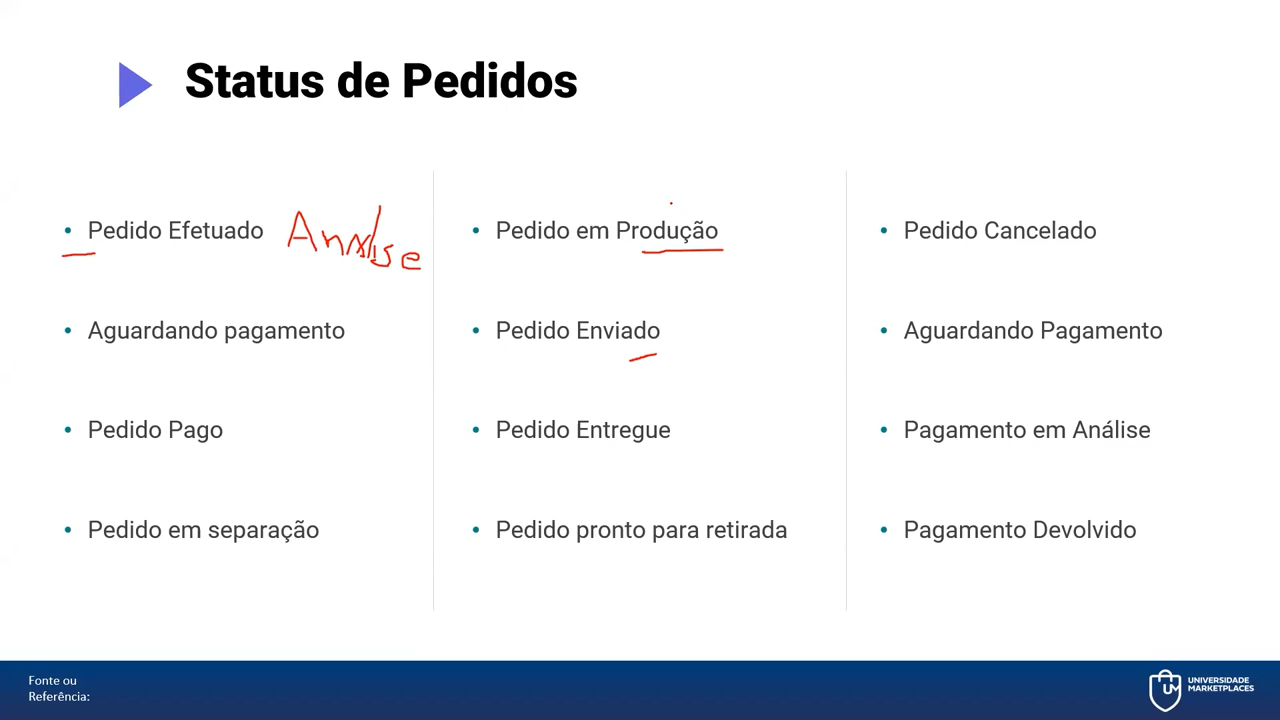 Status de Pedidos
Pedido Efetuado
Análise
Aguardando pagamento
Pedido Pago
Pedido em separação
Pedido em Produção
Pedido Enviado
Pedido Entregue
Pedido pronto para retirada
Pedido Cancelado
Aguardando Pagamento
Pagamento em Análise
Pagamento Devolvido
Fonte ou
Referência:
UM
UNIVERSIDADE
MARKETPLACES